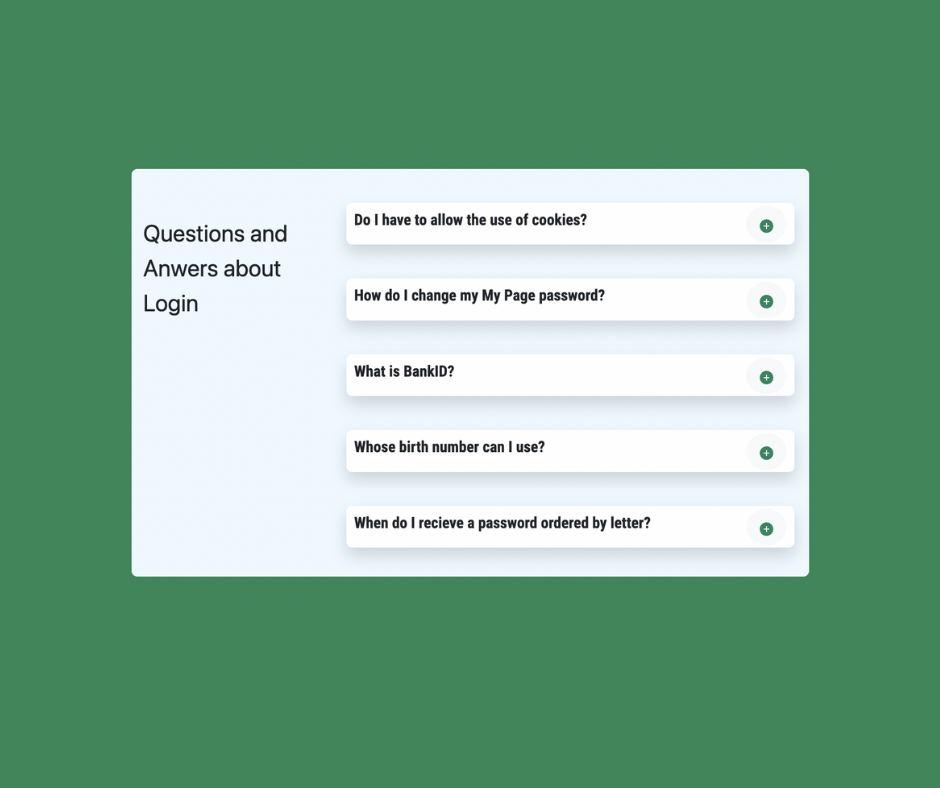 Questions and
Anwers about
Login
Do I have to allow the use of cookies?
How do I change my My Page password?
What is BankID?
Whose birth number can I use?
When do I recieve a password ordered by letter?